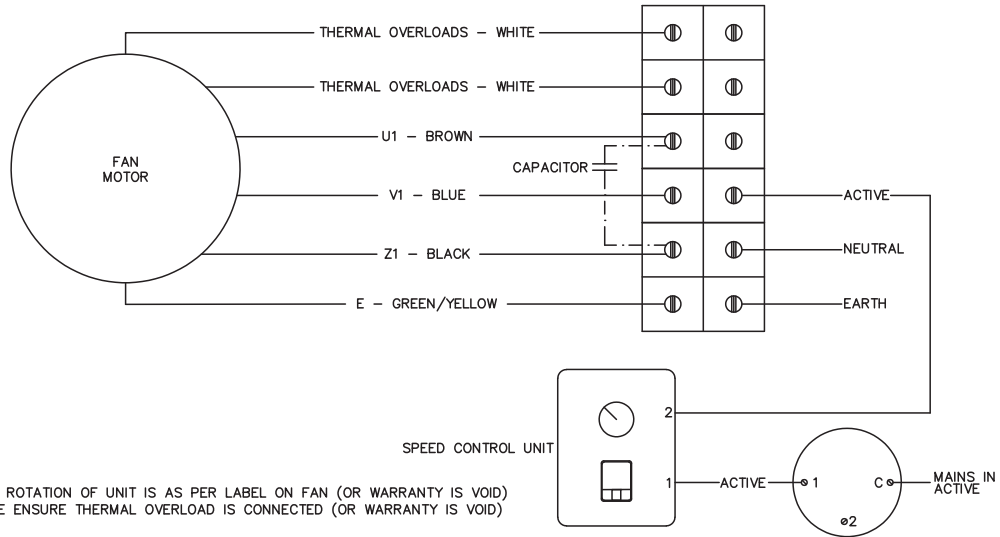 THERMAL OVERLOADS - WHITE
THERMAL OVERLOADS - WHITE
U1 - BROWN
FAN
MOTOR
CAPACITOR
V1 - BLUE
ACTIVE
Z1 - BLACK
NEUTRAL
E - GREEN/YELLOW
EARTH
2
SPEED CONTROL UNIT
1
ACTIVE
1
C
MAINS IN
ACTIVE
2
ROTATION OF UNIT IS AS PER LABEL ON FAN (OR WARRANTY IS VOID)
ENSURE THERMAL OVERLOAD IS CONNECTED (OR WARRANTY IS VOID)